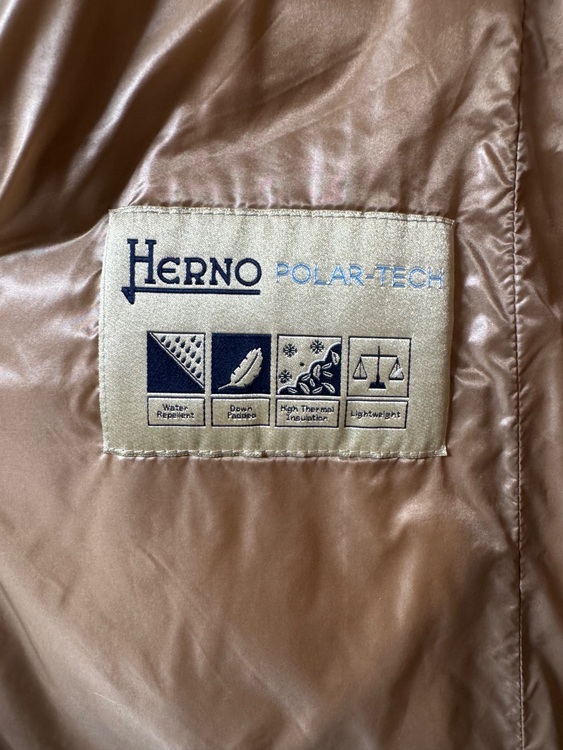 HERNO POLAR-TECH
Water Repellent
Down Padded
High Thermal Insulation
Lightweight